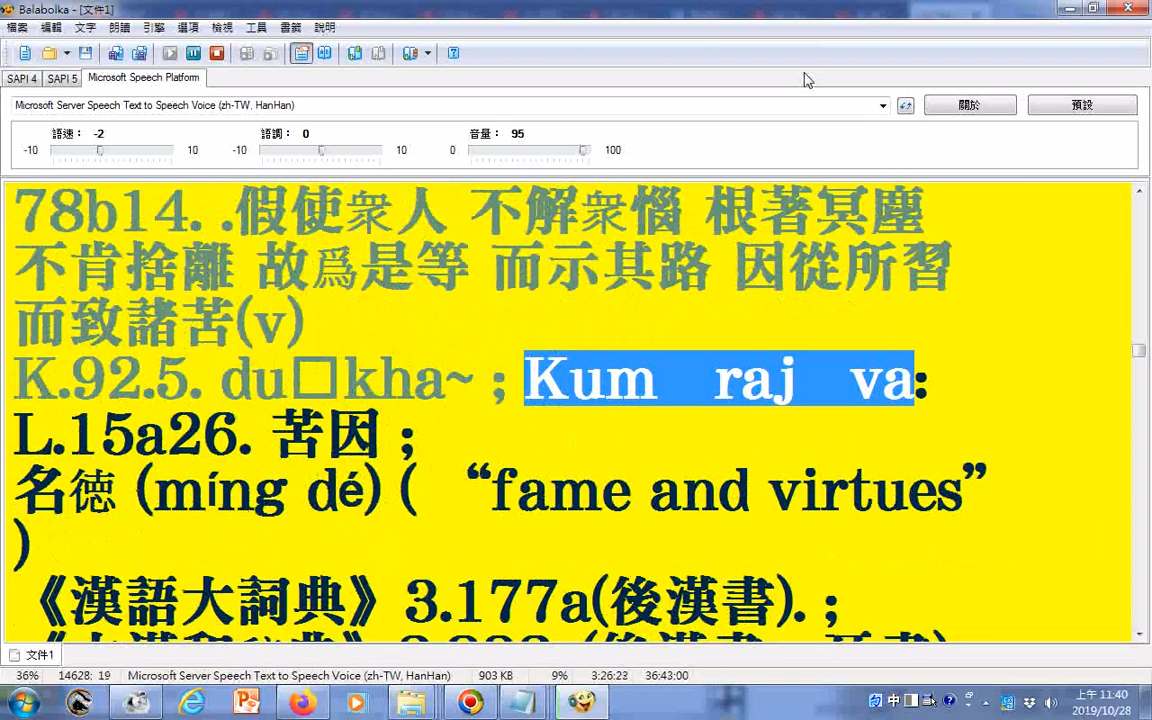 Balabolka - [文件1]
檔案 編輯 文字 朗讀 引擎 選項 檢視 工具 書籤 說明
SAPI 4 SAPI 5 Microsoft Speech Platform
Microsoft Server Speech Text to Speech Voice (zh-TW, HanHan) 關於 預設
語速： -2 語調： 0 音量： 95
-10 10 -10 10 0 100
78b14. .假使衆人 不解衆惱 根著冥塵
不肯捨離 故爲是等 而示其路 因從所習
而致諸苦(v)
K.92.5. du□kha~ ; Kum raj va:
L.15a26. 苦因 ;
名德 (míng dé) ( “fame and virtues”
)
《漢語大詞典》 3.177a(後漢書). ;
文件1
36% 14628: 19 Microsoft Server Speech Text to Speech Voice (zh-TW, HanHan) 903 KB 9% 3:26:23 36:43:00
中 上午 11:40
2019/10/28